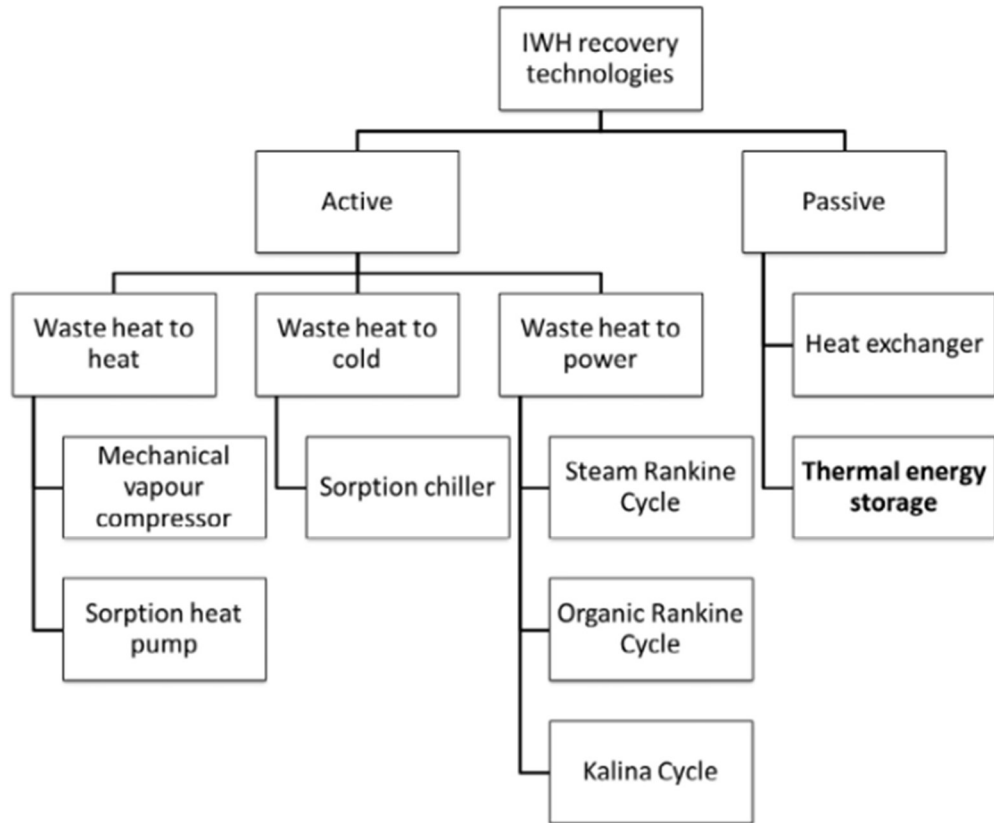 IWH recovery
technologies
Active
Passive
Waste heat to
heat
Waste heat to
cold
Waste heat to
power
Heat exchanger
Mechanical
vapour
compressor
Sorption chiller
Steam Rankine
Cycle
Thermal energy
storage
Sorption heat
pump
Organic Rankine
Cycle
Kalina Cycle